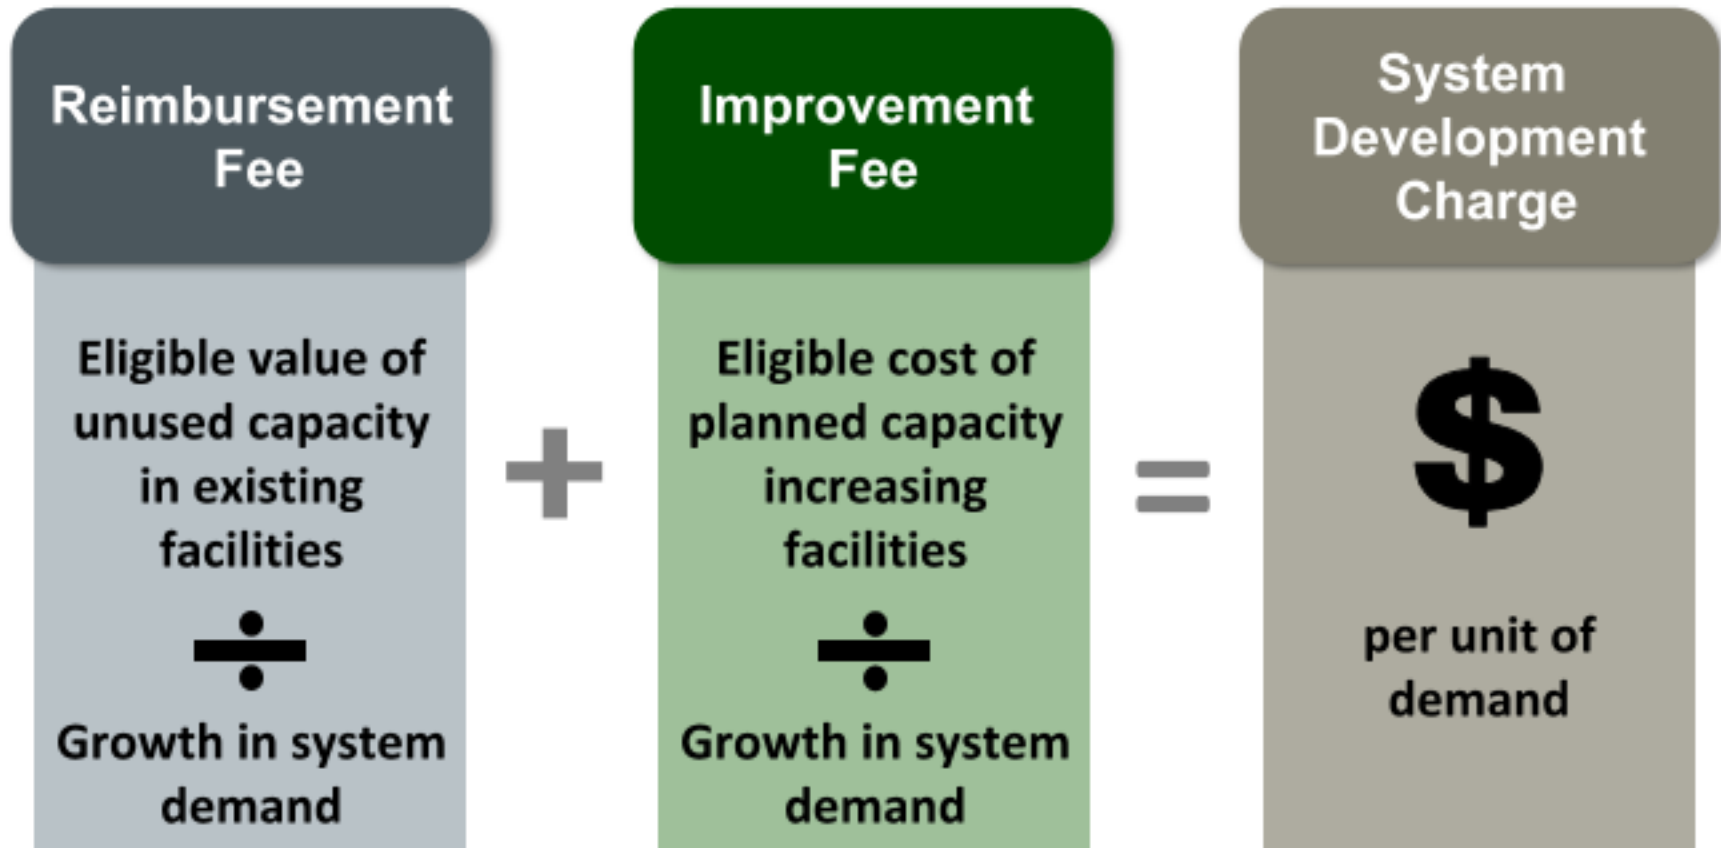 Reimbursement
Fee
Eligible value of
unused capacity
in existing
facilities
÷
Growth in system
demand
+
Improvement
Fee
Eligible cost of
planned capacity
increasing
facilities
÷
Growth in system
demand
=
System
Development
Charge
$
per unit of
demand